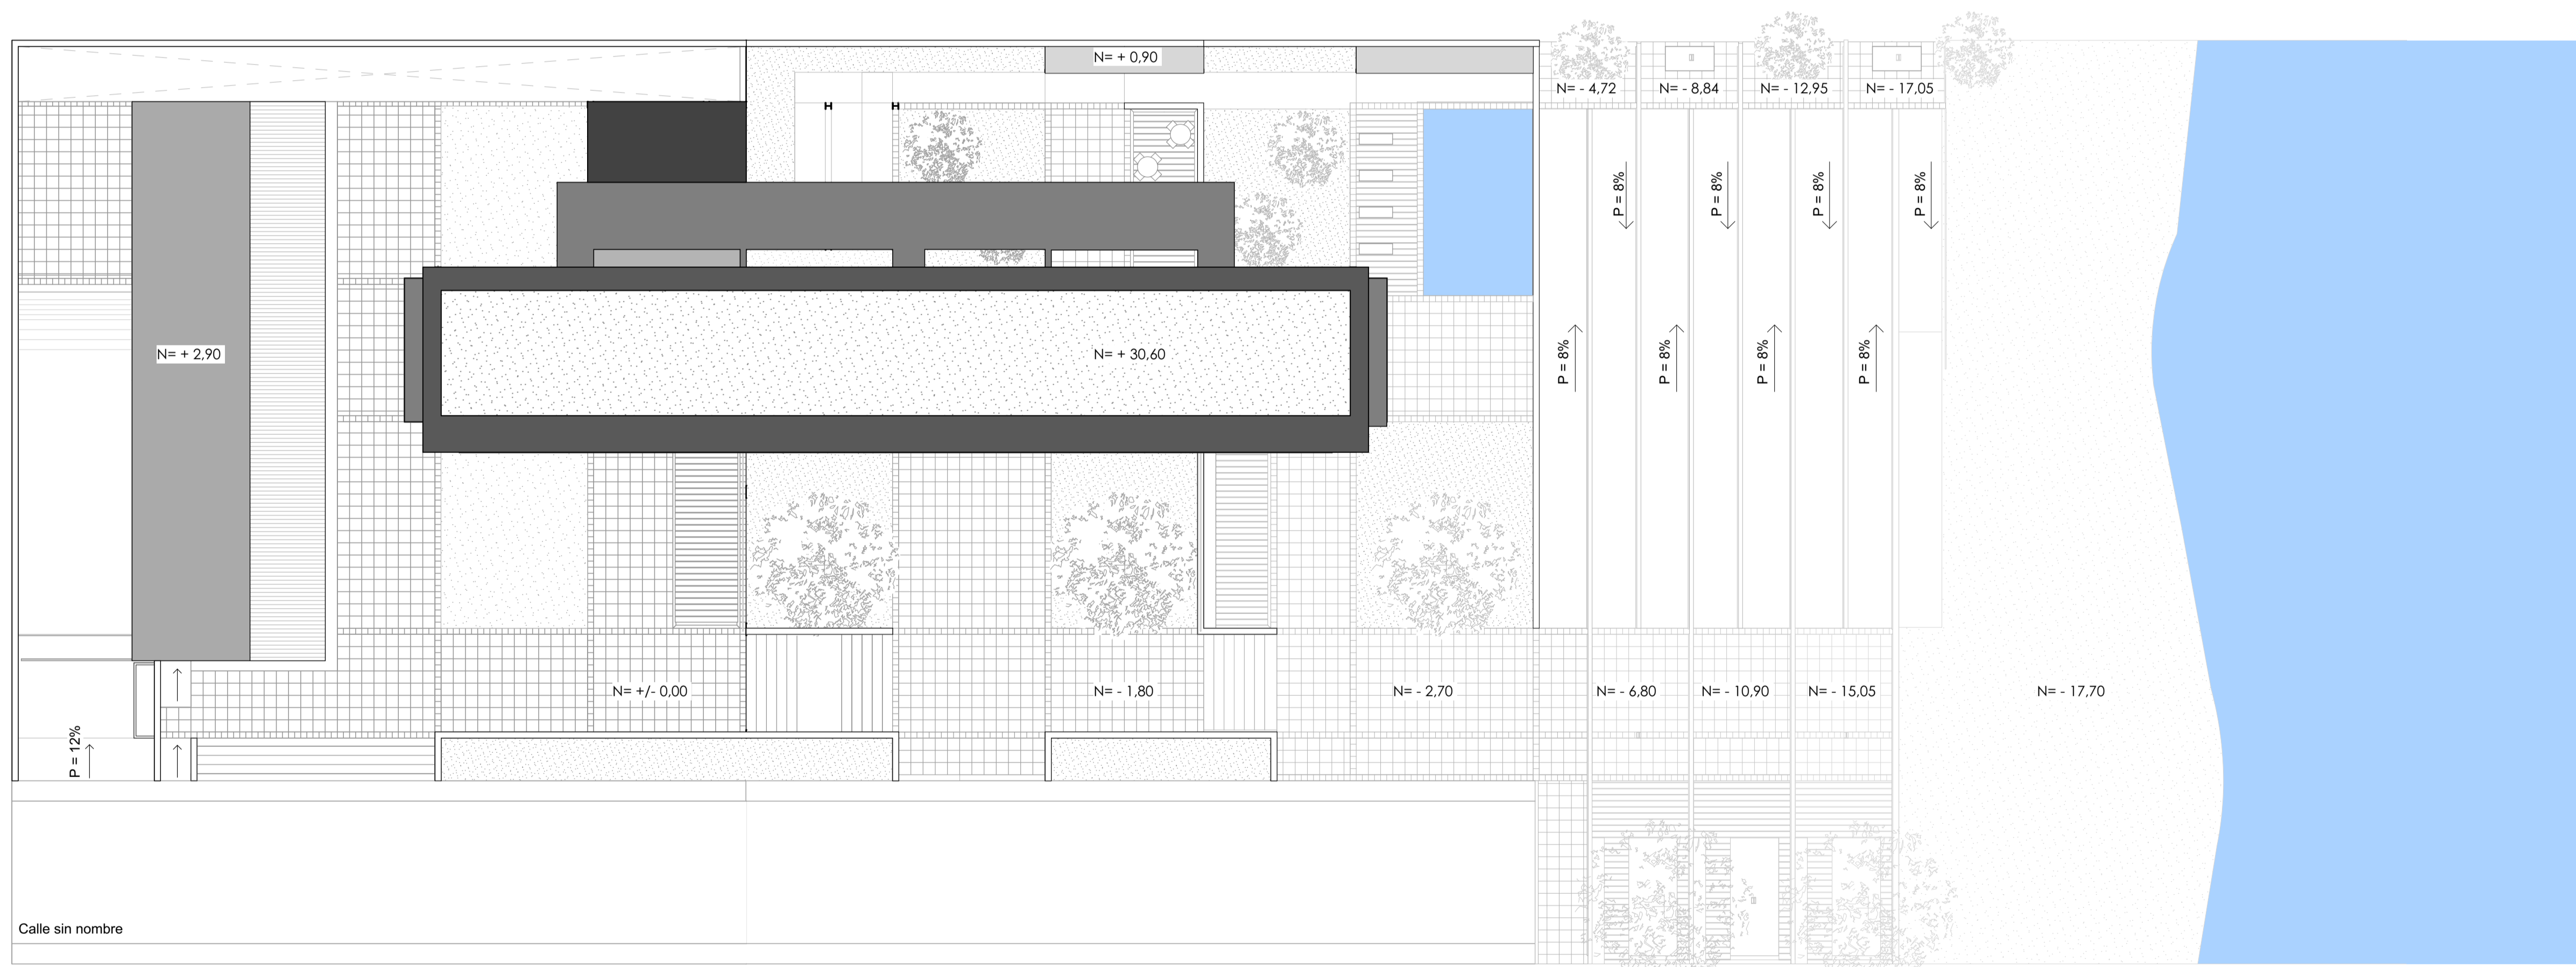 N= + 0,90
N= - 4,72
N= - 8,84
N= - 12,95
N= - 17,05
P = 8%
P = 8%
P = 8%
P = 8%
N= + 2,90
N= + 30,60
P = 8%
P = 8%
P = 8%
P = 8%
N= +/- 0,00
N= - 1,80
N= - 2,70
N= - 6,80
N= - 10,90
N= - 15,05
N= - 17,70
P = 12%
Calle sin nombre